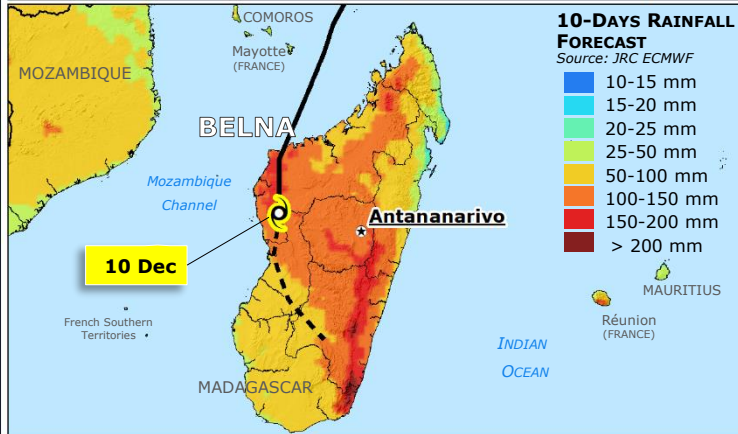 COMOROS
Mayotte
(FRANCE)
MOZAMBIQUE
BELNA
Mozambique
Channel
Antananarivo
10 Dec
French Southern
Territories
MADAGASCAR
INDIAN
OCEAN
MAURITIUS
Réunion
(FRANCE)
10-DAYS RAINFALL
FORECAST
Source: JRC ECMWF
10-15 mm
15-20 mm
20-25 mm
25-50 mm
50-100 mm
100-150 mm
150-200 mm
> 200 mm